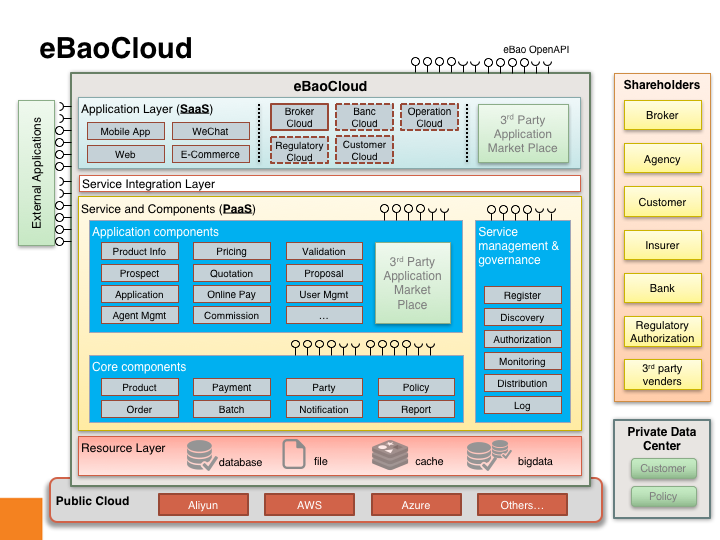 eBaoCloud
eBao OpenAPI
eBaoCloud
External Applications
Application Layer (SaaS)
Mobile App
WeChat
Web
E-Commerce
Broker
Cloud
Banc
Cloud
Operation
Cloud
Regulatory
Cloud
Customer
Cloud
3rd Party
Application
Market Place
Service Integration Layer
Service and Components (PaaS)
Application components
Product Info
Pricing
Validation
Prospect
Quotation
Proposal
Application
Online Pay
User Mgmt
Agent Mgmt
Commission
…
3rd Party
Application
Market
Place
Service
management &
governance
Register
Discovery
Authorization
Monitoring
Distribution
Log
Core components
Product
Payment
Party
Policy
Order
Batch
Notification
Report
Resource Layer
database
file
cache
bigdata
Public Cloud
Aliyun
AWS
Azure
Others…
Shareholders
Broker
Agency
Customer
Insurer
Bank
Regulatory
Authorization
3rd party
venders
Private Data
Center
Customer
Policy